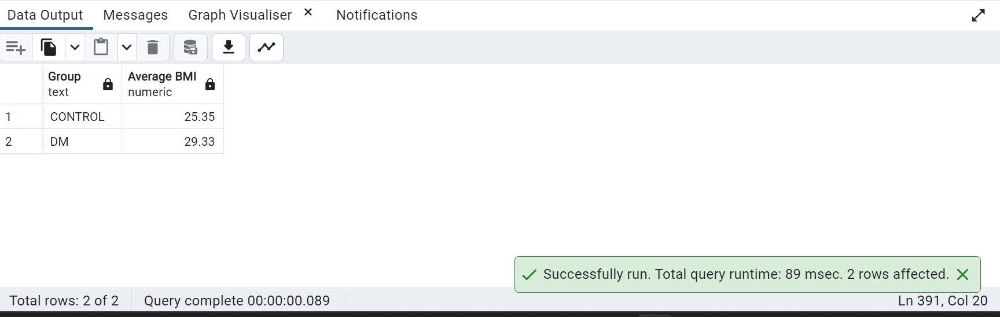 Data Output Messages Graph Visualiser × Notifications
Group Average BMI
text numeric
1 CONTROL 25.35
2 DM 29.33
Successfully run. Total query runtime: 89 msec. 2 rows affected.
Total rows: 2 of 2 Query complete 00:00:00.089 Ln 391, Col 20